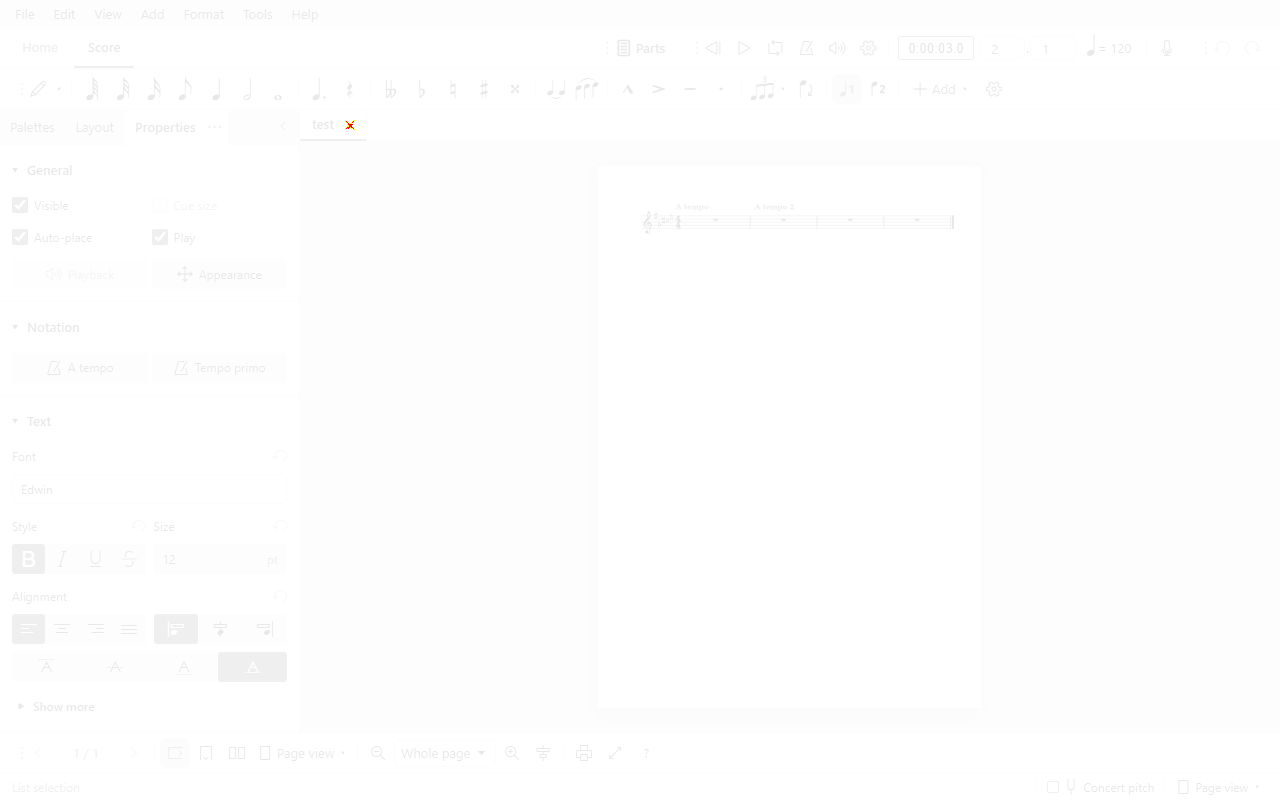 File Edit View Add Format Tools Help
Home Score Parts 0:00:03.0 2 . 1 = 120
Add
Palettes Layout Properties
test
General
Visible Cue size
Auto-place Play
Playback Appearance
Notation
A tempo Tempo primo
Text
Font
Edwin
Style Size
B I U S 12 pt
Alignment
Show more
A tempo A tempo 2
1 / 1 Page view Whole page ?
List selection Concert pitch Page view